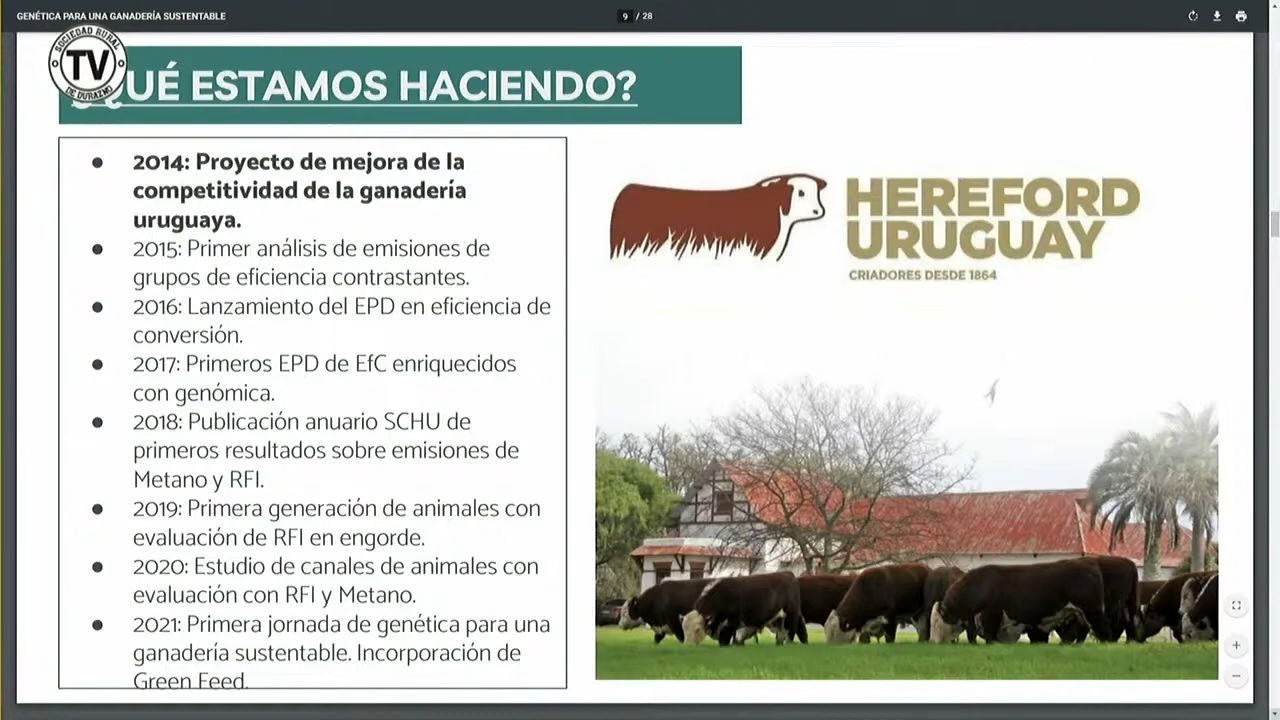 GENÉTICA PARA UNA GANADERÍA SUSTENTABLE
9 / 28
SOCIEDAD RURAL
TV
DE DURAZNO
¿QUÉ ESTAMOS HACIENDO?
● 2014: Proyecto de mejora de la
competitividad de la ganadería
uruguaya.
● 2015: Primer análisis de emisiones de
grupos de eficiencia contrastantes.
● 2016: Lanzamiento del EPD en eficiencia de
conversión.
● 2017: Primeros EPD de EfC enriquecidos
con genómica.
● 2018: Publicación anuario SCHU de
primeros resultados sobre emisiones de
Metano y RFI.
● 2019: Primera generación de animales con
evaluación de RFI en engorde.
● 2020: Estudio de canales de animales con
evaluación con RFI y Metano.
● 2021: Primera jornada de genética para una
ganadería sustentable. Incorporación de
Green Feed.
HEREFORD
URUGUAY
CRIADORES DESDE 1864